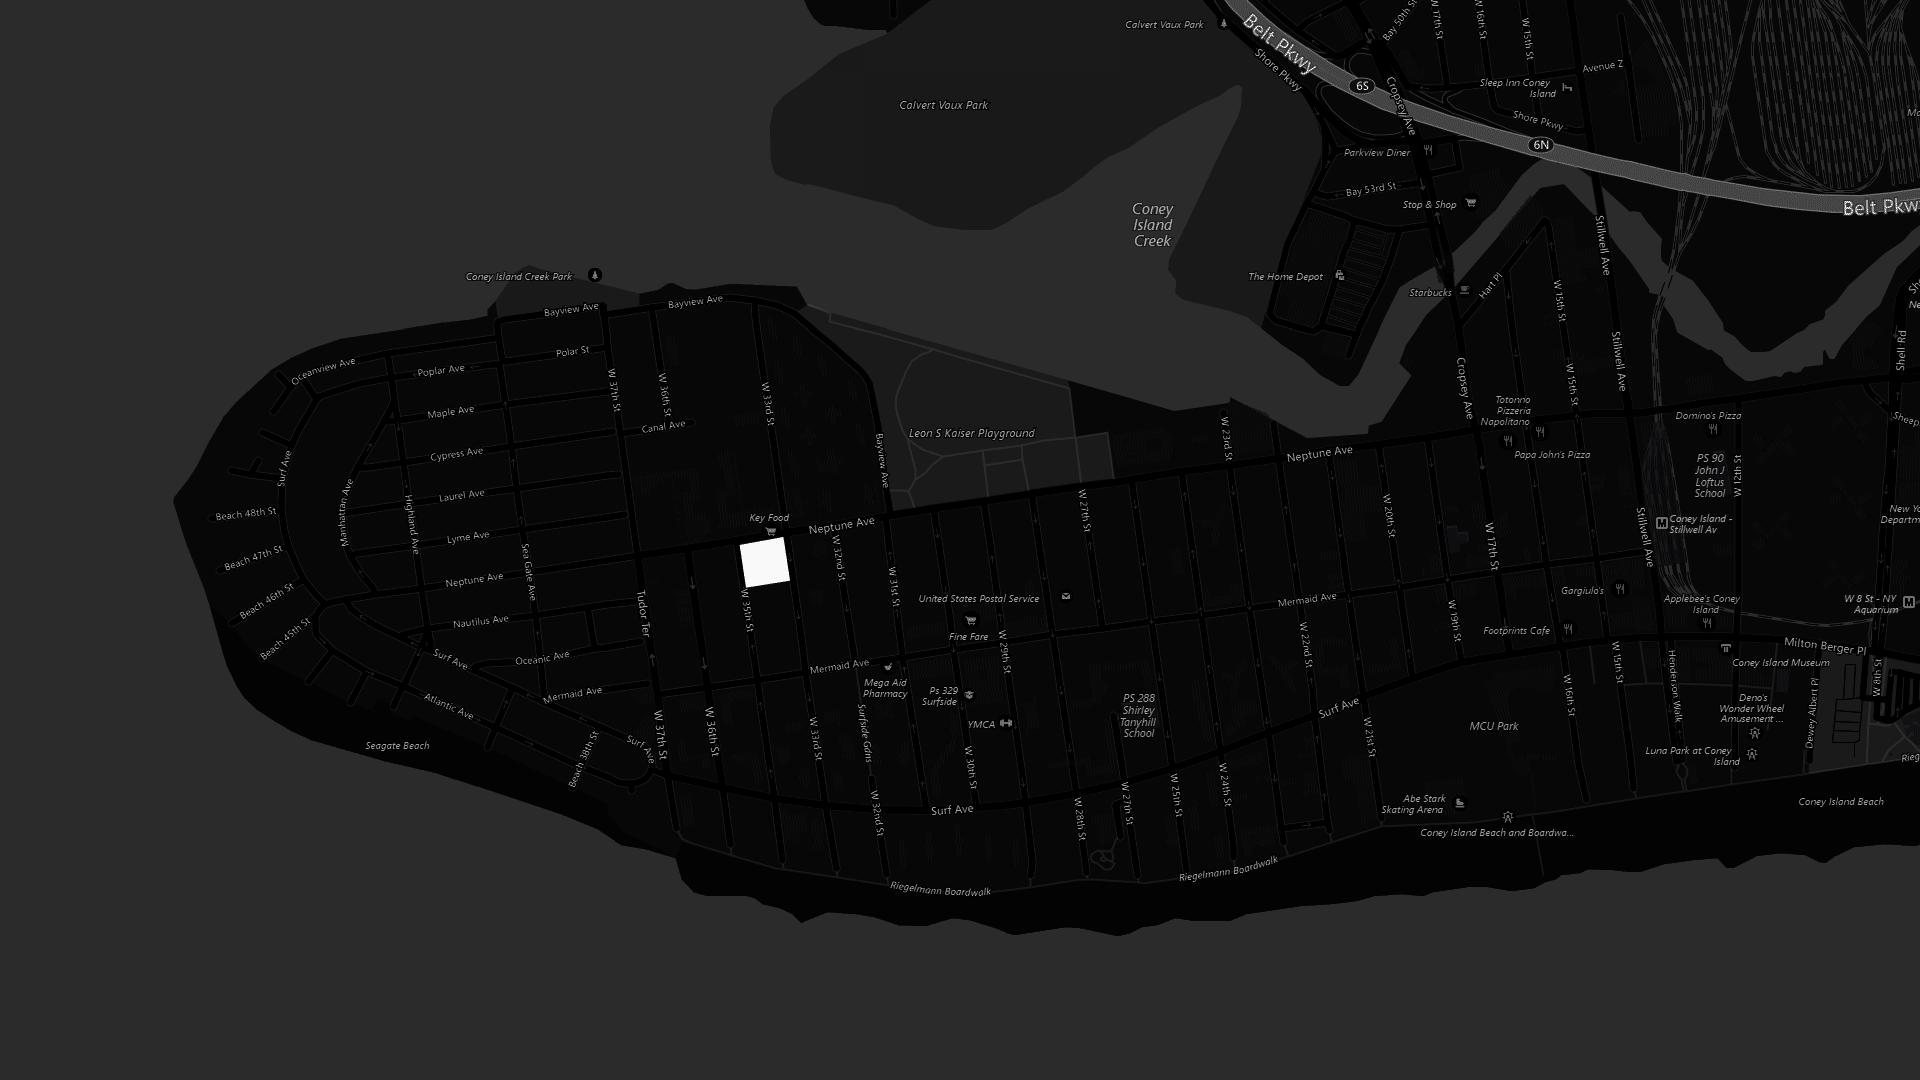 Calvert Vaux Park
Belt Pkwy
Shore Pkwy
Bay 50th St
W 17th St
W 16th St
W 15th St
Avenue Z
Sleep Inn Coney
Island
6S
Cropsey Ave
Shore Pkwy
6N
Calvert Vaux Park
Parkview Diner
Bay 53rd St
Stop & Shop
Belt Pkwy
Coney
Island
Creek
Stillwell Ave
The Home Depot
Starbucks
Hart Pl
W 15th St
Coney Island Creek Park
Bayview Ave
Bayview Ave
Oceanview Ave
Polar St
Poplar Ave
Maple Ave
W 37th St
W 36th St
W 33rd St
Canal Ave
Cypress Ave
Laurel Ave
Lyme Ave
Neptune Ave
Nautilus Ave
Oceanic Ave
Mermaid Ave
Surf Ave
Manhattan Ave
Highland Ave
Sea Gate Ave
Beach 48th St
Beach 47th St
Beach 46th St
Beach 45th St
Surf Ave
Atlantic Ave
Beach 38th St
Surf Ave
Seagate Beach
Tudor Ter
W 37th St
W 36th St
Bayview Ave
Leon S Kaiser Playground
Key Food
Neptune Ave
W 35th St
W 32nd St
W 31st St
United States Postal Service
Fine Fare
W 29th St
Mermaid Ave
Mega Aid
Pharmacy
Ps 329
Surfside
YMCA
W 33rd St
Surfside Gdns
W 30th St
W 32nd St
Surf Ave
Riegelmann Boardwalk
W 27th St
W 23rd St
Neptune Ave
W 20th St
Mermaid Ave
W 22nd St
PS 288
Shirley
Tanyhill
School
Surf Ave
W 21st St
W 28th St
W 27th St
W 25th St
W 24th St
Riegelmann Boardwalk
Cropsey Ave
Totonno
Pizzeria
Napolitano
Papa John's Pizza
W 15th St
Stillwell Ave
Domino's Pizza
PS 90
John J
Loftus
School
W 12th St
Coney Island -
Stillwell Av
Stillwell Ave
W 17th St
Gargiulo's
Applebee's Coney
Island
W 19th St
Footprints Cafe
W 15th St
W 16th St
Henderson Walk
Milton Berger Pl
Coney Island Museum
Deno's
Wonder Wheel
Amusement ...
Luna Park at Coney
Island
Dewey Albert Pl
W 8th St
W 8 St - NY
Aquarium
New Yo
Departm
Shell Rd
Sheep
MCU Park
Abe Stark
Skating Arena
Coney Island Beach and Boardwa...
Coney Island Beach
Rieg